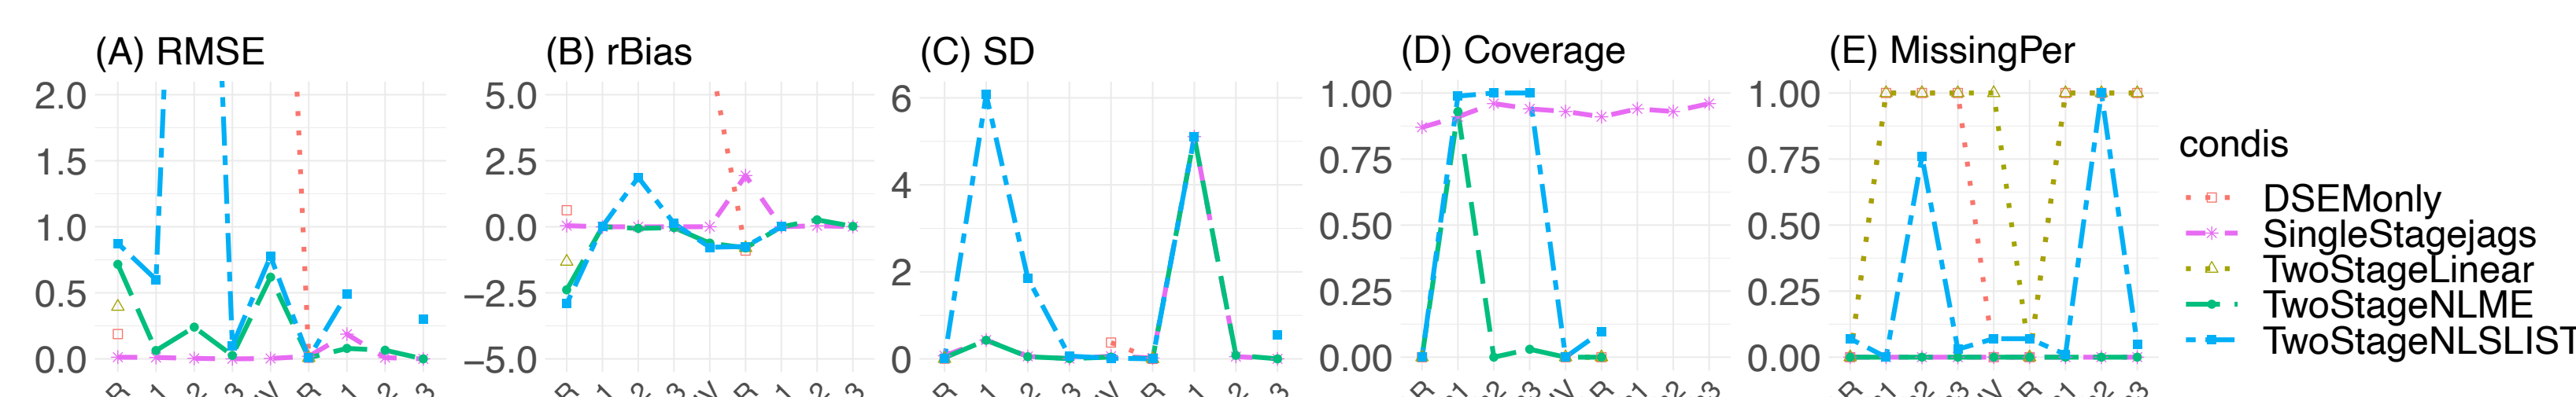 (A) RMSE
2.0
1.5
1.0
0.5
0.0
(B) rBias
5.0
2.5
0.0
−2.5
−5.0
(C) SD
6
4
2
0
(D) Coverage
1.00
0.75
0.50
0.25
0.00
(E) MissingPer
1.00
0.75
0.50
0.25
0.00
condis
DSEMonly
SingleStagejags
TwoStageLinear
TwoStageNLME
TwoStageNLSLIST